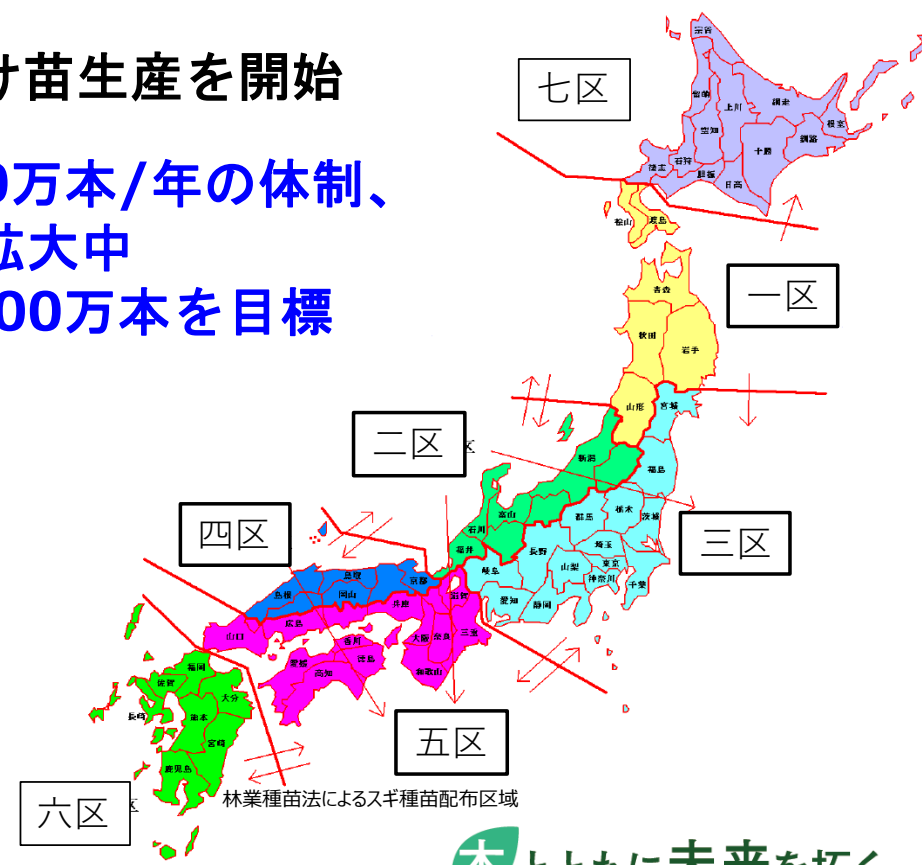 け苗生産を開始
0万本/年の体制、
拡大中
00万本を目標
七区
一区
二区
三区
四区
五区
六区
宗谷
留萌
上川
網走
根室
空知
釧路
十勝
石狩
後志
胆振
日高
桧山
渡島
青森
秋田
岩手
山形
宮城
新潟
福島
富山
石川
福井
群馬
栃木
茨城
長野
埼玉
岐阜
山梨
東京
神奈川
千葉
愛知
静岡
鳥取
島根
岡山
京都
兵庫
滋賀
広島
山口
大阪
奈良
三重
和歌山
香川
徳島
愛媛
高知
福岡
佐賀
大分
長崎
熊本
宮崎
鹿児島
林業種苗法によるスギ種苗配布区域
木とともに未来を拓く